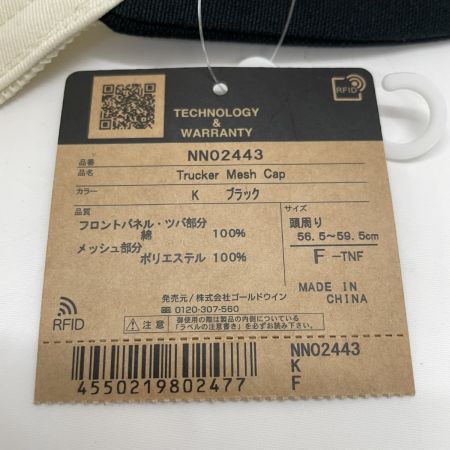 RFID
TECHNOLOGY
&
WARRANTY
品番 NN02443
品名 Trucker Mesh Cap
カラー K ブラック
品質 サイズ
フロントパネル・ツバ部分 頭周り
綿 100% 56.5~59.5cm
メッシュ部分
ポリエステル 100% F -TNF
MADE IN
CHINA
発売元/株式会社ゴールドウイン
0120-307-560
RFID
注意 御使用の際は製品の内側についている
「ラベルの注意書き」を必ずお読み下さい。
NN02443
K
4550219802477 F